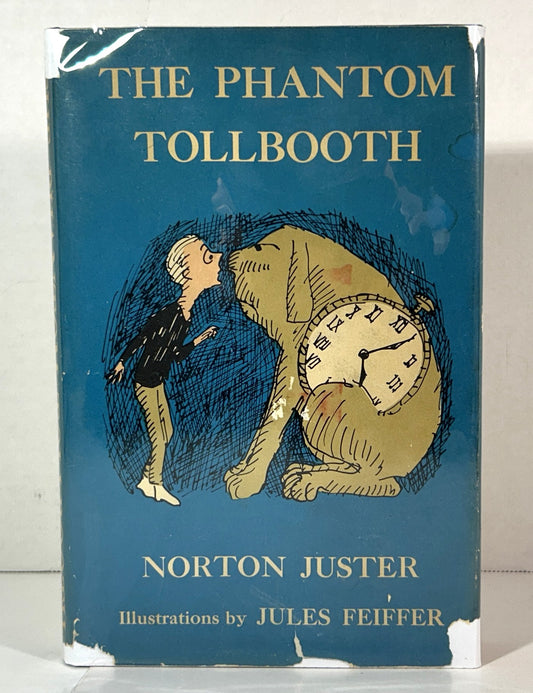 THE PHANTOM
TOLLBOOTH
NORTON JUSTER
Illustrations by JULES FEIFFER